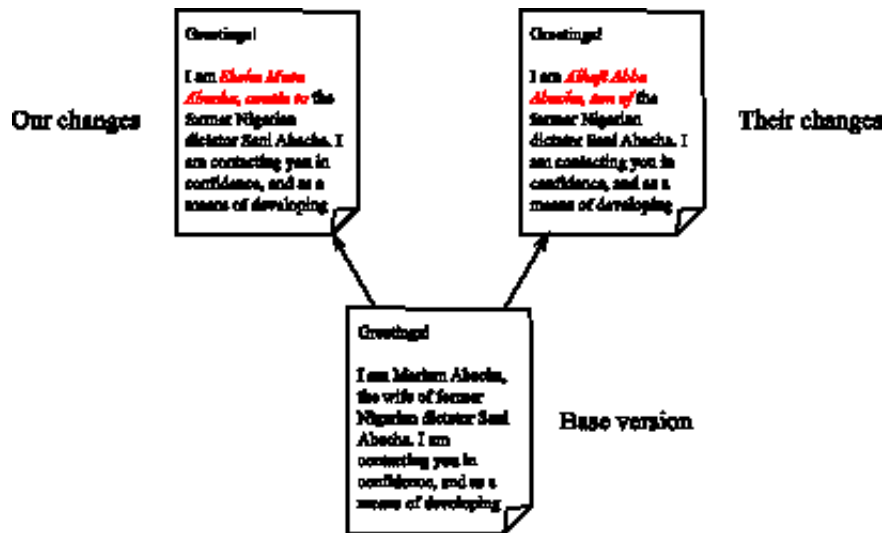 Our changes
Greetings!
I am Shehu Musa
Abacha, cousin to the
former Nigerian
dictator Sani Abacha. I
am contacting you in
confidence, and as a
means of developing
Greetings!
I am Alhaji Abba
Abacha, son of the
former Nigerian
dictator Sani Abacha. I
am contacting you in
confidence, and as a
means of developing
Their changes
Greetings!
I am Mariam Abacha,
the wife of former
Nigerian dictator Sani
Abacha. I am
contacting you in
confidence, and as a
means of developing
Base version